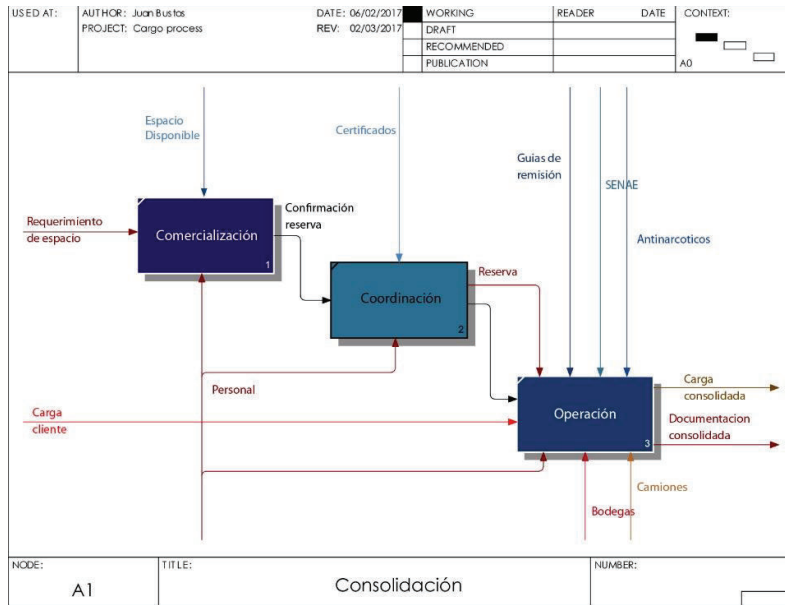 USED AT:
AUTHOR: Juan Bustos
DATE: 06/02/2017
WORKING
READER
DATE
CONTEXT:
PROJECT: Cargo process
REV: 02/03/2017
DRAFT
RECOMMENDED
PUBLICATION
A0
Espacio
Disponible
Certificados
Guias de
remisión
SENAE
Antinarcoticos
Requerimiento
de espacio
Comercialización
1
Confirmación
reserva
Coordinación
2
Reserva
Personal
Carga
cliente
Operación
3
Carga
consolidada
Documentacion
consolidada
Camiones
Bodegas
NODE:
A1
TITLE:
Consolidación
NUMBER: